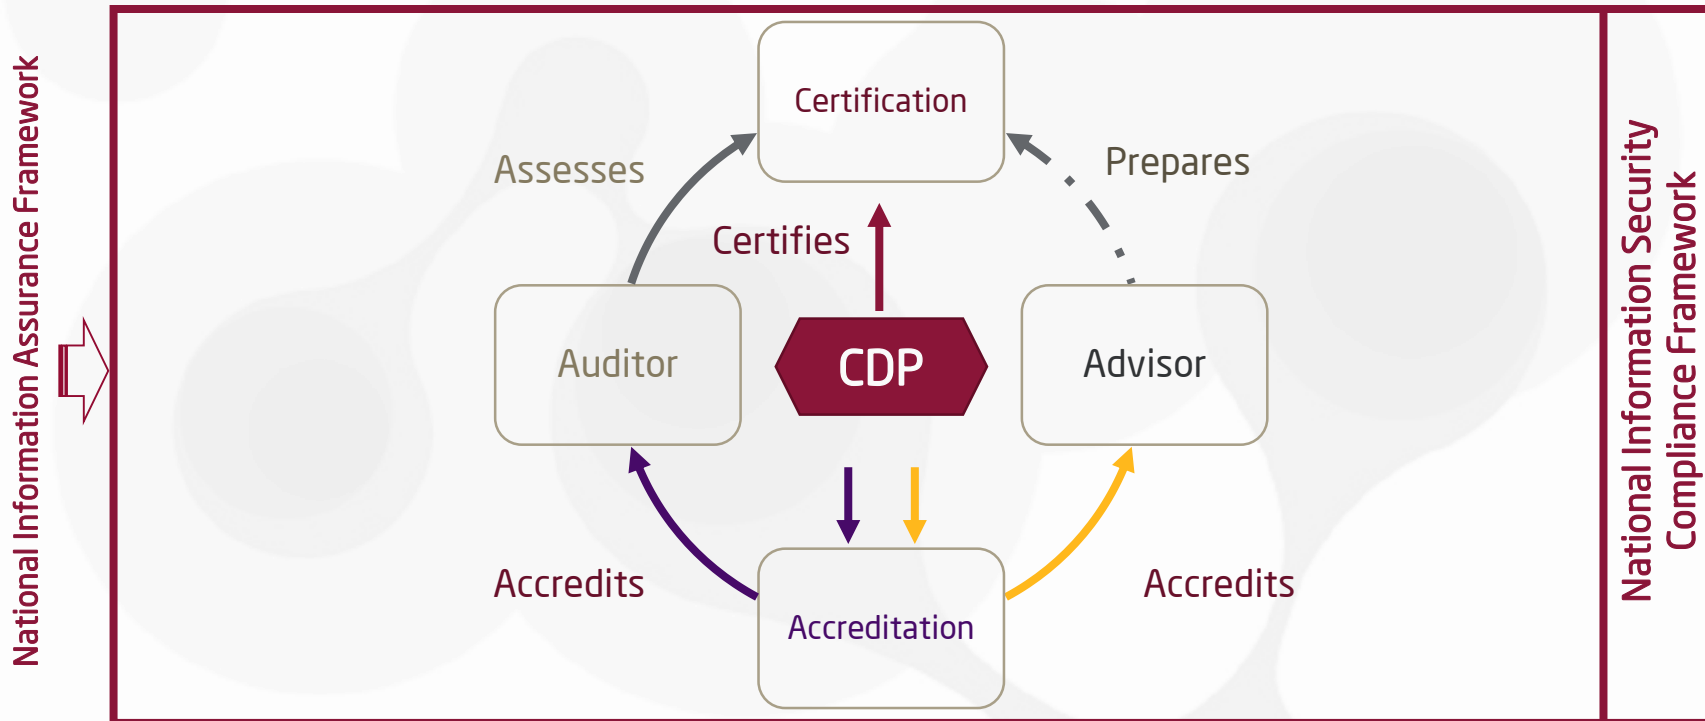 National Information Assurance Framework
Certification
Assesses
Prepares
Certifies
Auditor
CDP
Advisor
Accredits
Accredits
Accreditation
National Information Security
Compliance Framework